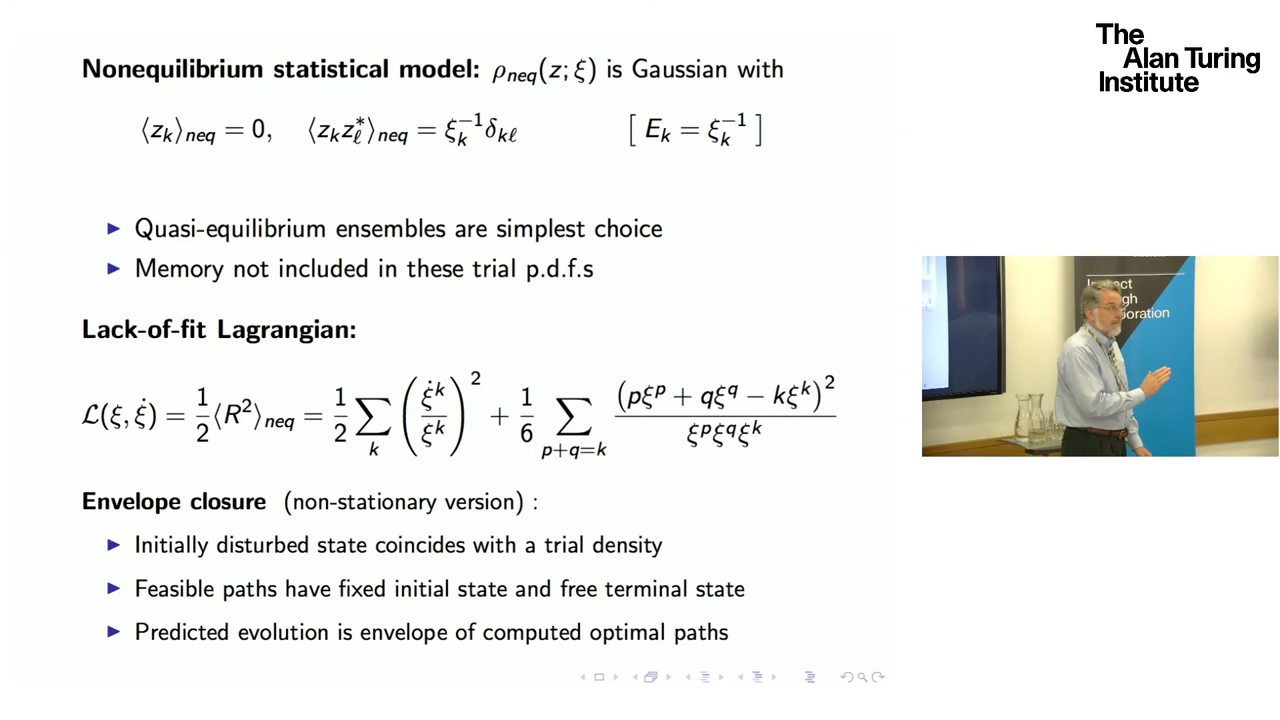 The
Alan Turing
Institute
Nonequilibrium statistical model: ρ_neq(z; ξ) is Gaussian with
⟨z_k⟩_neq = 0, ⟨z_k z_ℓ^*⟩_neq = ξ_k^{-1} δ_{kℓ} [ E_k = ξ_k^{-1} ]
▶ Quasi-equilibrium ensembles are simplest choice
▶ Memory not included in these trial p.d.f.s
Lack-of-fit Lagrangian:
ℒ(ξ, ξ̇) = 1/2 ⟨R^2⟩_neq = 1/2 ∑_k (ξ̇^k / ξ^k)^2 + 1/6 ∑_{p+q=k} (pξ^p + qξ^q − kξ^k)^2 / ξ^p ξ^q ξ^k
Envelope closure (non-stationary version) :
▶ Initially disturbed state coincides with a trial density
▶ Feasible paths have fixed initial state and free terminal state
▶ Predicted evolution is envelope of computed optimal paths